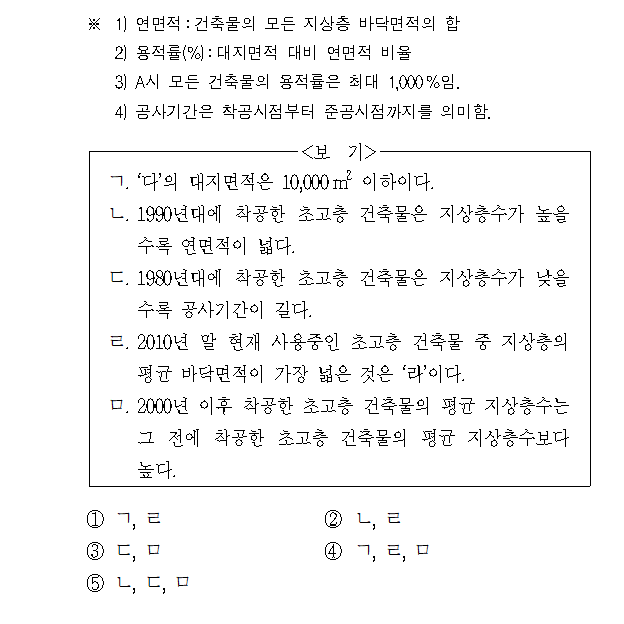 ※ 1) 연면적:건축물의 모든 지상층 바닥면적의 합
2) 용적률(%):대지면적 대비 연면적 비율
3) A시 모든 건축물의 용적률은 최대 1,000%임.
4) 공사기간은 착공시점부터 준공시점까지를 의미함.
<보 기>
ㄱ. ‘다’의 대지면적은 10,000㎡ 이하이다.
ㄴ. 1990년대에 착공한 초고층 건축물은 지상층수가 높을
수록 연면적이 넓다.
ㄷ. 1980년대에 착공한 초고층 건축물은 지상층수가 낮을
수록 공사기간이 길다.
ㄹ. 2010년 말 현재 사용중인 초고층 건축물 중 지상층의
평균 바닥면적이 가장 넓은 것은 ‘라’이다.
ㅁ. 2000년 이후 착공한 초고층 건축물의 평균 지상층수는
그 전에 착공한 초고층 건축물의 평균 지상층수보다
높다.
① ㄱ, ㄹ ② ㄴ, ㄹ
③ ㄷ, ㅁ ④ ㄱ, ㄹ, ㅁ
⑤ ㄴ, ㄷ, ㅁ